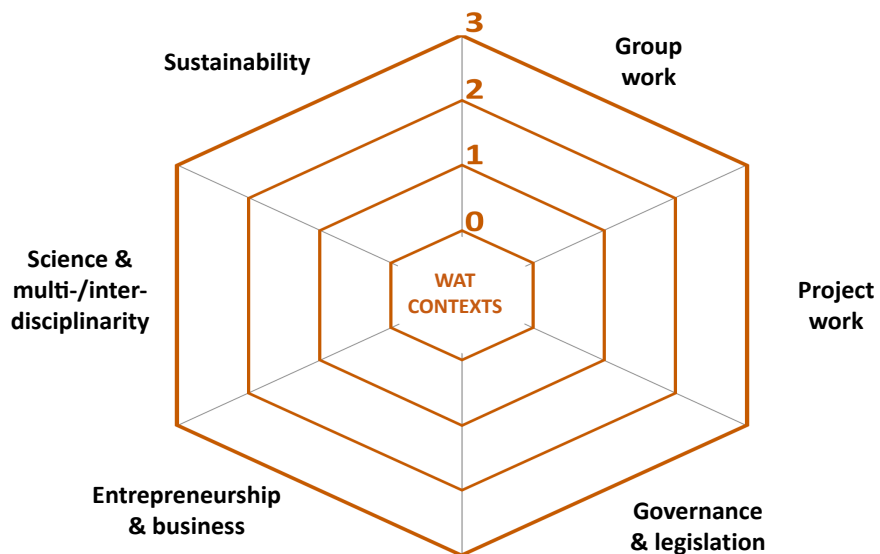 3
Group
work
Sustainability
2
1
0
WAT
CONTEXTS
Science &
multi-/inter-
disciplinarity
Project
work
Entrepreneurship
& business
Governance
& legislation